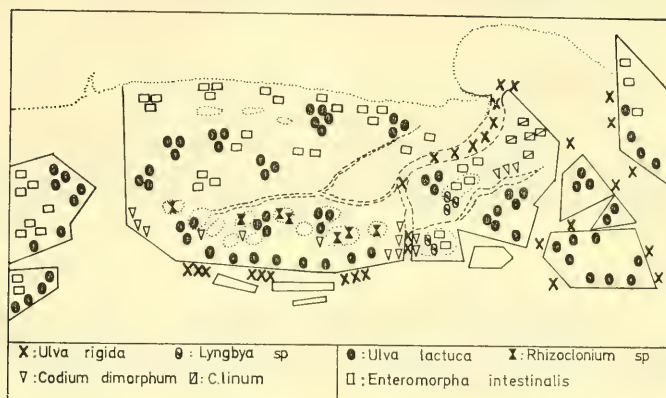 X : Ulva rigida : Lyngbya sp : Ulva lactuca : Rhizoclonium sp
▽ : Codium dimorphum : C.linum : Enteromorpha intestinalis